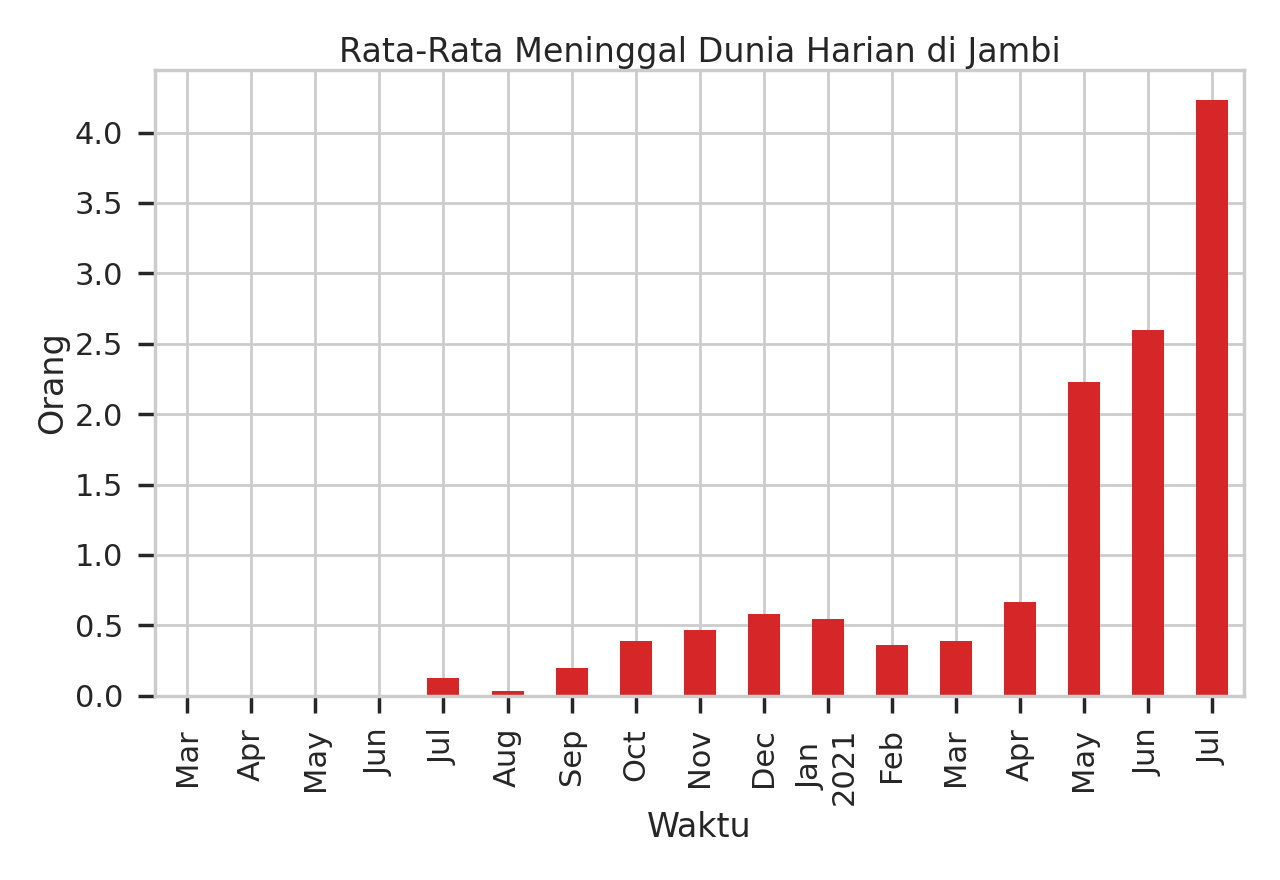 Rata-Rata Meninggal Dunia Harian di Jambi
4.0
3.5
3.0
2.5
2.0
1.5
1.0
0.5
0.0
Orang
Mar
Apr
May
Jun
Jul
Aug
Sep
Oct
Nov
Dec
Jan
2021
Feb
Mar
Apr
May
Jun
Jul
Waktu